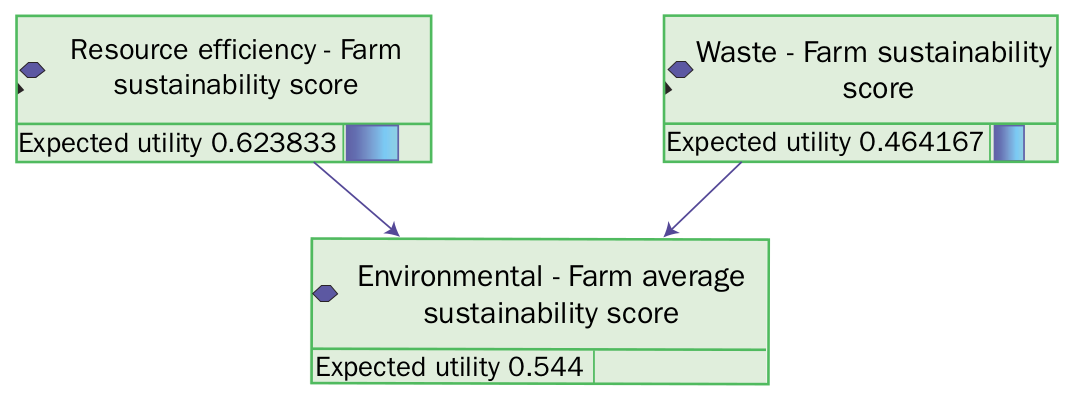 Resource efficiency - Farm
sustainability score
Expected utility 0.623833
Waste - Farm sustainability
score
Expected utility 0.464167
Environmental - Farm average
sustainability score
Expected utility 0.544